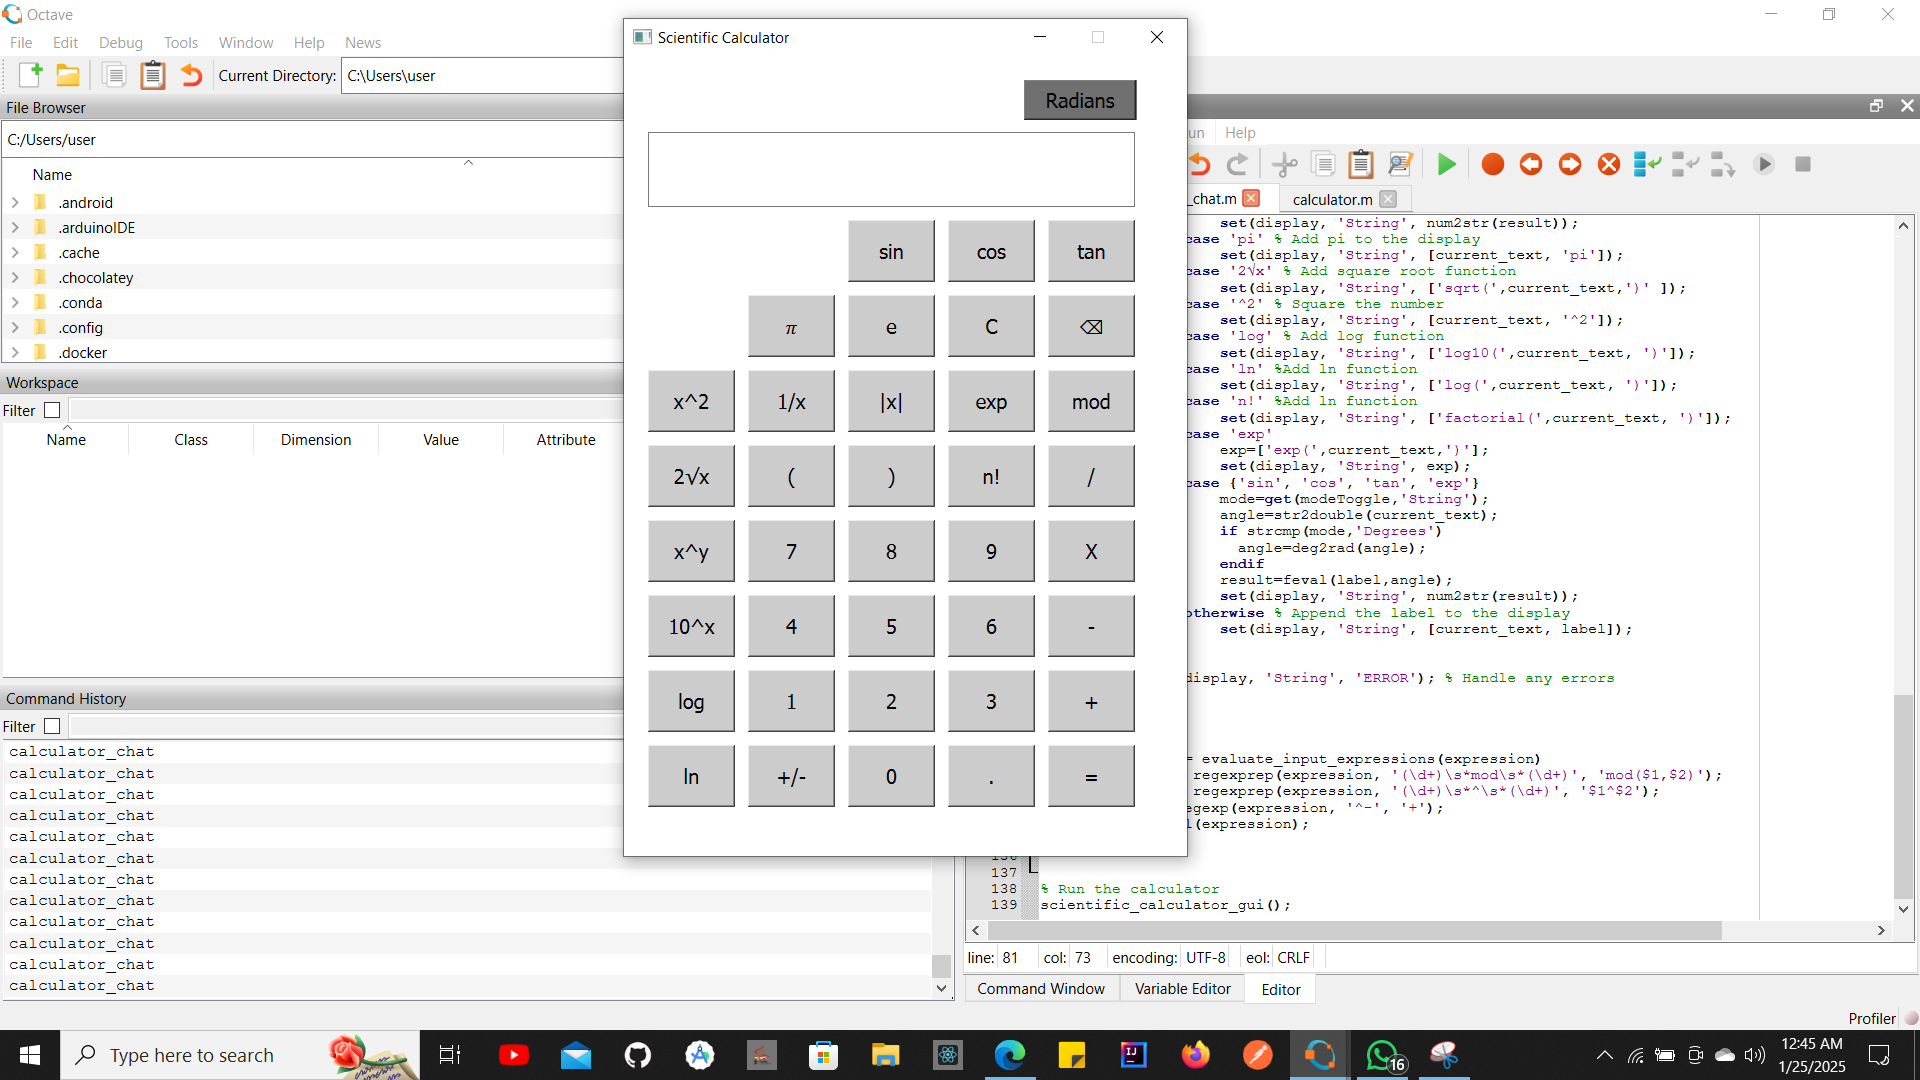 Octave
File Edit Debug Tools Window Help News
Current Directory: C:\Users\user
File Browser
C:/Users/user
Name
.android
.arduinoIDE
.cache
.chocolatey
.conda
.config
.docker
Workspace
Filter
Name Class Dimension Value Attribute
Command History
Filter
calculator_chat
calculator_chat
calculator_chat
calculator_chat
calculator_chat
calculator_chat
calculator_chat
calculator_chat
calculator_chat
calculator_chat
calculator_chat
calculator_chat
Scientific Calculator
Radians
sin cos tan
π e C ⌫
x^2 1/x |x| exp mod
2√x ( ) n! /
x^y 7 8 9 X
10^x 4 5 6 -
log 1 2 3 +
ln +/- 0 . =
un Help
_chat.m calculator.m
set(display, 'String', num2str(result));
case 'pi' % Add pi to the display
set(display, 'String', [current_text, 'pi']);
case '2√x' % Add square root function
set(display, 'String', ['sqrt(',current_text,')' ]);
case '^2' % Square the number
set(display, 'String', [current_text, '^2']);
case 'log' % Add log function
set(display, 'String', ['log10(',current_text, ')']);
case 'ln' %Add ln function
set(display, 'String', ['log(',current_text, ')']);
case 'n!' %Add ln function
set(display, 'String', ['factorial(',current_text, ')']);
case 'exp'
exp=['exp(',current_text,')'];
set(display, 'String', exp);
case {'sin', 'cos', 'tan', 'exp'}
mode=get(modeToggle,'String');
angle=str2double(current_text);
if strcmp(mode,'Degrees')
angle=deg2rad(angle);
endif
result=feval(label,angle);
set(display, 'String', num2str(result));
otherwise % Append the label to the display
set(display, 'String', [current_text, label]);
display, 'String', 'ERROR'); % Handle any errors
= evaluate_input_expressions(expression)
regexprep(expression, '(\d+)\s*mod\s*(\d+)', 'mod($1,$2)');
regexprep(expression, '(\d+)\s*^\s*(\d+)', '$1^$2');
egexp(expression, '^-', '+');
l(expression);
136
137
138 % Run the calculator
139 scientific_calculator_gui();
line: 81 col: 73 encoding: UTF-8 eol: CRLF
Command Window Variable Editor Editor
Profiler
Type here to search
IJ
16
12:45 AM
1/25/2025